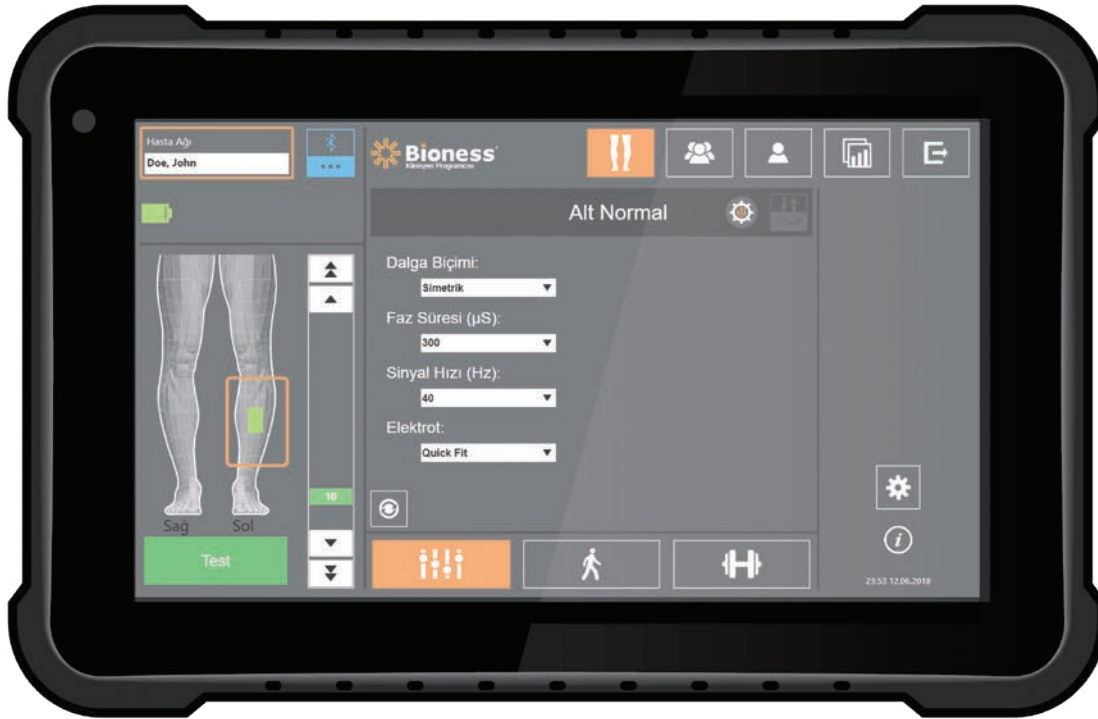 Hasta Ağı
Doe, John
Bioness
Klinisyen Programcısı
Alt Normal
Dalga Biçimi:
Simetrik
Faz Süresi (µS):
300
Sinyal Hızı (Hz):
40
Elektrot:
Quick Fit
10
Sağ
Sol
Test
i
23:53 12.06.2018